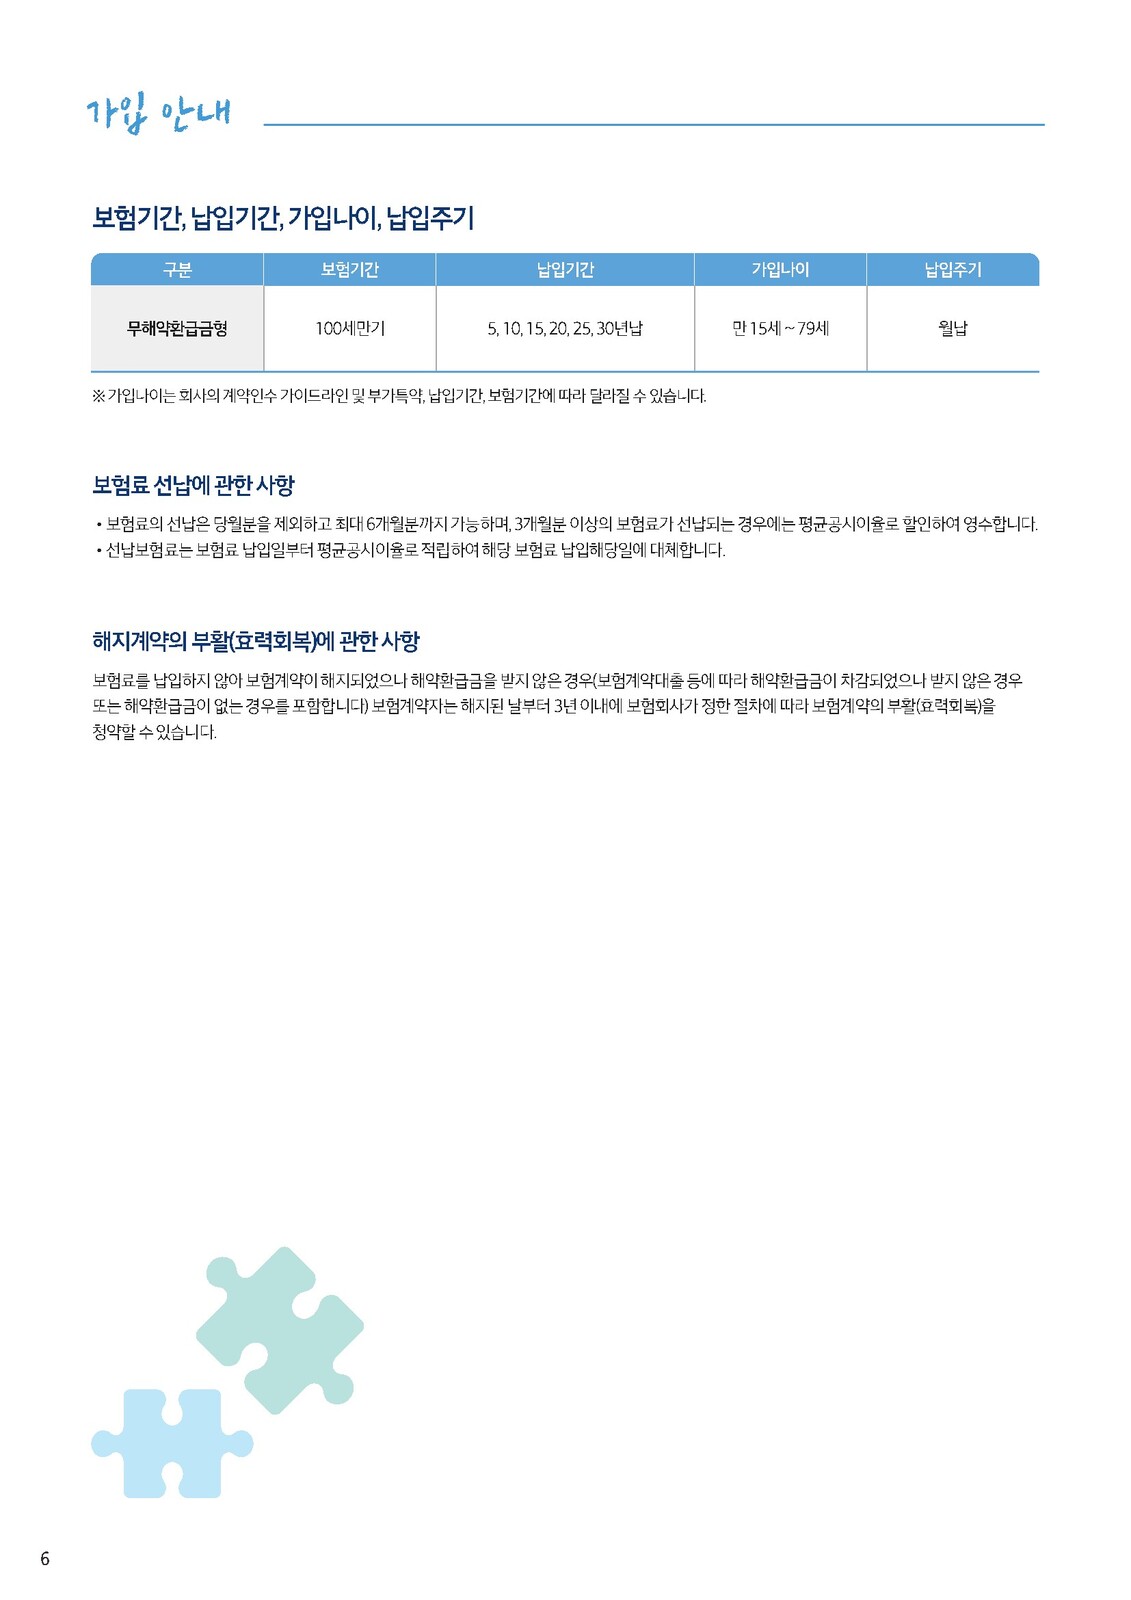 가입 안내
보험기간, 납입기간, 가입나이, 납입주기
구분 보험기간 납입기간 가입나이 납입주기
무해약환급금형 100세만기 5, 10, 15, 20, 25, 30년납 만 15세 ~ 79세 월납
※ 가입나이는 회사의 계약인수 가이드라인 및 부가특약, 납입기간, 보험기간에 따라 달라질 수 있습니다.
보험료 선납에 관한 사항
• 보험료의 선납은 당월분을 제외하고 최대 6개월분까지 가능하며, 3개월분 이상의 보험료가 선납되는 경우에는 평균공시이율로 할인하여 영수합니다.
• 선납보험료는 보험료 납입일부터 평균공시이율로 적립하여 해당 보험료 납입해당일에 대체합니다.
해지계약의 부활(효력회복)에 관한 사항
보험료를 납입하지 않아 보험계약이 해지되었으나 해약환급금을 받지 않은 경우(보험계약대출 등에 따라 해약환급금이 차감되었으나 받지 않은 경우
또는 해약환급금이 없는 경우를 포함합니다) 보험계약자는 해지된 날부터 3년 이내에 보험회사가 정한 절차에 따라 보험계약의 부활(효력회복)을
청약할 수 있습니다.
6